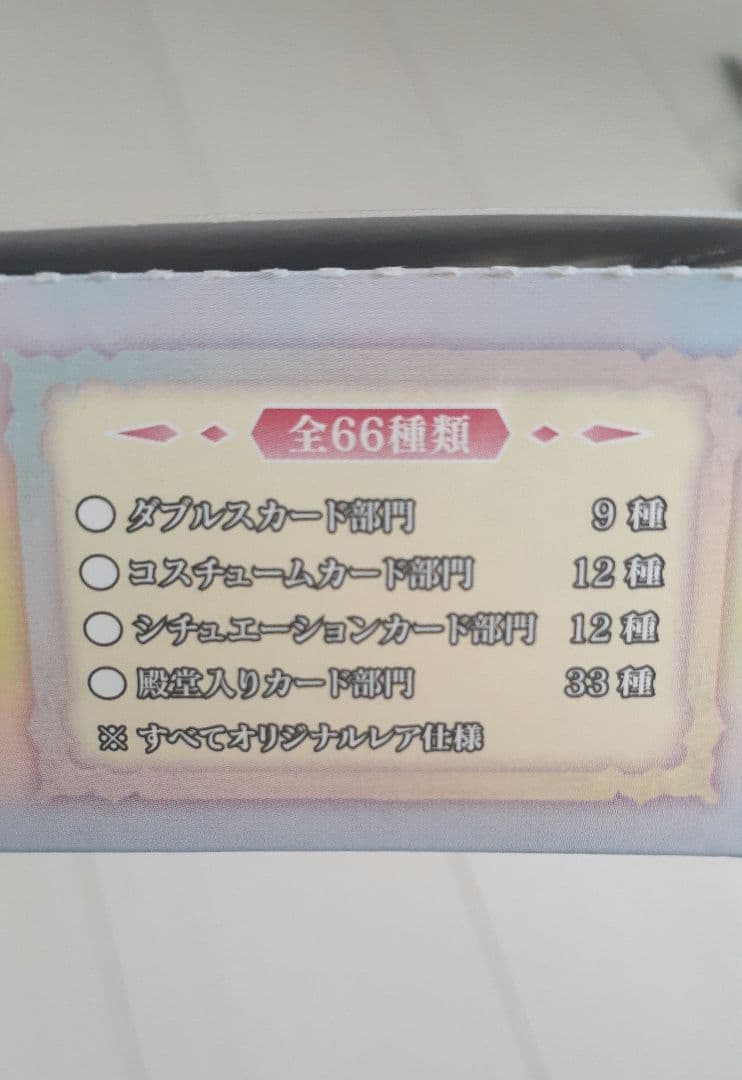 全66種類
○ダブルスカード部門 9種
○コスチュームカード部門 12種
○シチュエーションカード部門 12種
○殿堂入りカード部門 33種
※すべてオリジナルレア仕様